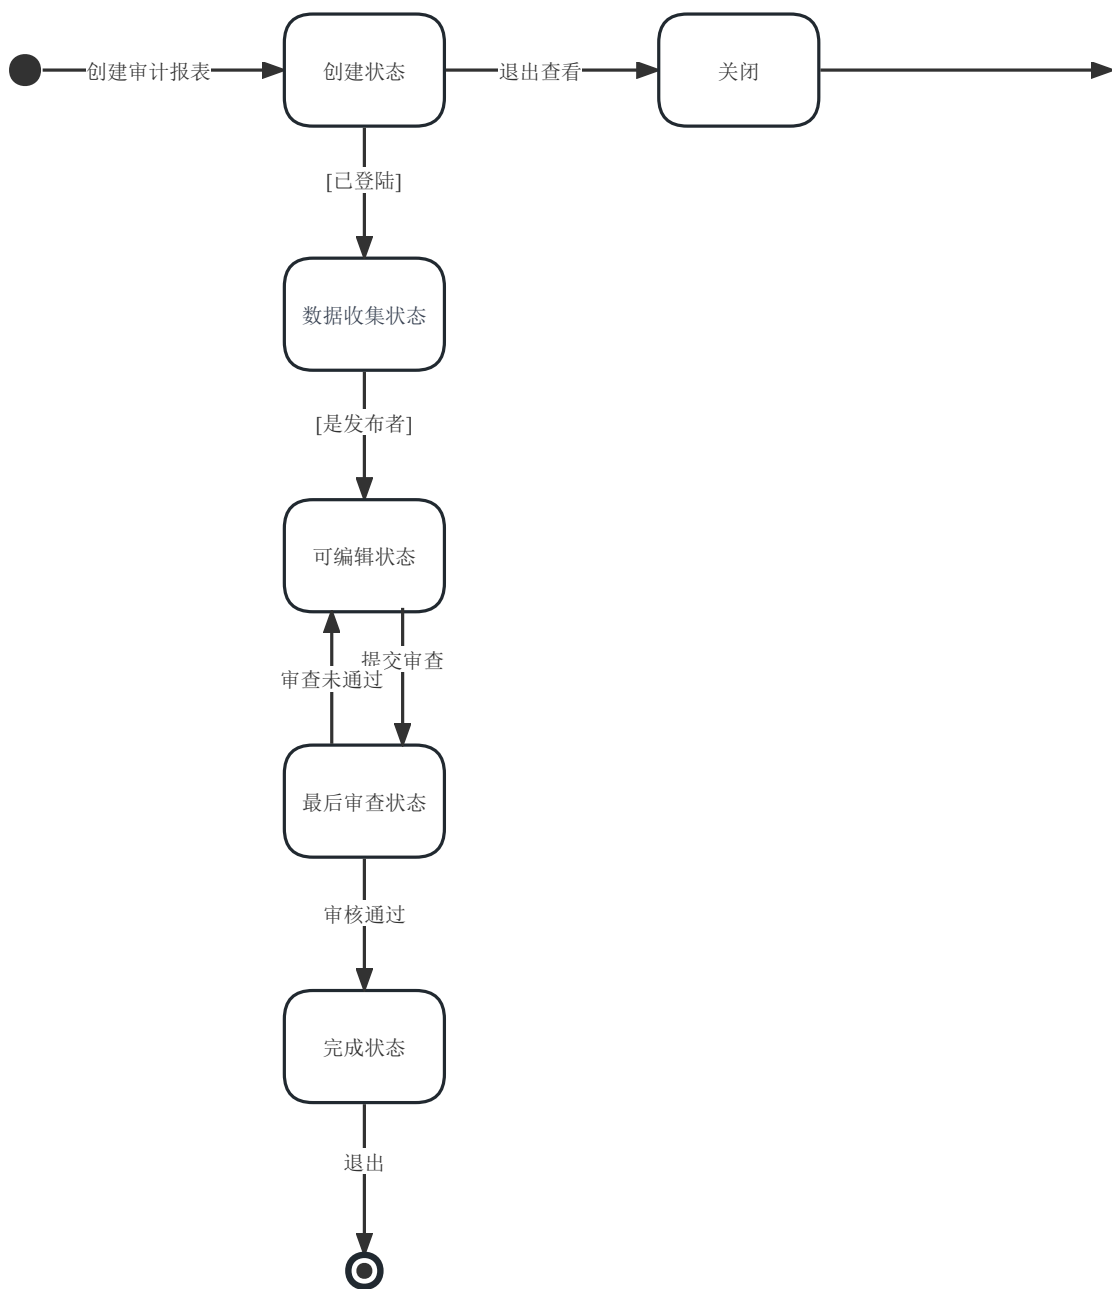 创建审计报表
创建状态
退出查看
关闭
[已登陆]
数据收集状态
[是发布者]
可编辑状态
提交审查
审查未通过
最后审查状态
审核通过
完成状态
退出